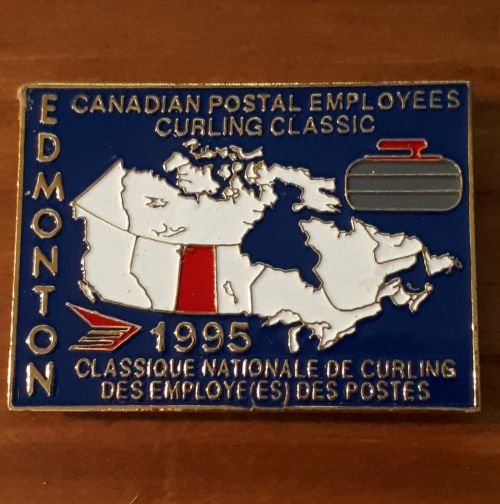 EDMONTON
CANADIAN POSTAL EMPLOYEES
CURLING CLASSIC
1995
CLASSIQUE NATIONALE DE CURLING
DES EMPLOYE(ES) DES POSTES